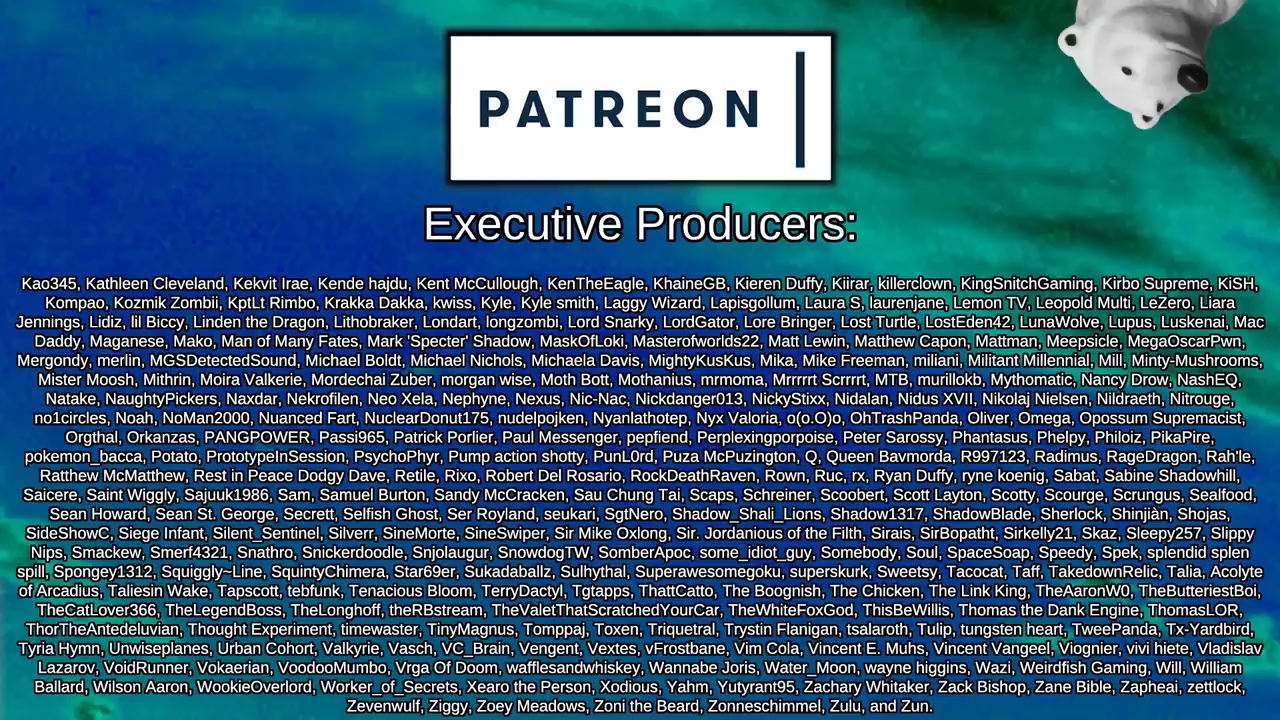 PATREON
Executive Producers:
Kao345, Kathleen Cleveland, Kekvit Irae, Kende hajdu, Kent McCullough, KenTheEagle, KhaineGB, Kieren Duffy, Kiirar, killerclown, KingSnitchGaming, Kirbo Supreme, KiSH,
Kompao, Kozmik Zombii, KptLt Rimbo, Krakka Dakka, kwiss, Kyle, Kyle smith, Laggy Wizard, Lapisgollum, Laura S, laurenjane, Lemon TV, Leopold Multi, LeZero, Liara
Jennings, Lidiz, lil Biccy, Linden the Dragon, Lithobraker, Londart, longzombi, Lord Snarky, LordGator, Lore Bringer, Lost Turtle, LostEden42, LunaWolve, Lupus, Luskenai, Mac
Daddy, Maganese, Mako, Man of Many Fates, Mark 'Specter' Shadow, MaskOfLoki, Masterofworlds22, Matt Lewin, Matthew Capon, Mattman, Meepsicle, MegaOscarPwn,
Mergondy, merlin, MGSDetectedSound, Michael Boldt, Michael Nichols, Michaela Davis, MightyKusKus, Mika, Mike Freeman, miliani, Militant Millennial, Mill, Minty-Mushrooms,
Mister Moosh, Mithrin, Moira Valkerie, Mordechai Zuber, morgan wise, Moth Bott, Mothanius, mrmoma, Mrrrrrt Scrrrrt, MTB, murillokb, Mythomatic, Nancy Drow, NashEQ,
Natake, NaughtyPickers, Naxdar, Nekrofilen, Neo Xela, Nephyne, Nexus, Nic-Nac, Nickdanger013, NickyStixx, Nidalan, Nidus XVII, Nikolaj Nielsen, Nildraeth, Nitrouge,
no1circles, Noah, NoMan2000, Nuanced Fart, NuclearDonut175, nudelpojken, Nyanlathotep, Nyx Valoria, o(o.O)o, OhTrashPanda, Oliver, Omega, Opossum Supremacist,
Orgthal, Orkanzas, PANGPOWER, Passi965, Patrick Porlier, Paul Messenger, pepfiend, Perplexingporpoise, Peter Sarossy, Phantasus, Phelpy, Philoiz, PikaPire,
pokemon_bacca, Potato, PrototypeInSession, PsychoPhyr, Pump action shotty, PunL0rd, Puza McPuzington, Q, Queen Bavmorda, R997123, Radimus, RageDragon, Rah'le,
Ratthew McMatthew, Rest in Peace Dodgy Dave, Retile, Rixo, Robert Del Rosario, RockDeathRaven, Rown, Ruc, rx, Ryan Duffy, ryne koenig, Sabat, Sabine Shadowhill,
Saicere, Saint Wiggly, Sajuuk1986, Sam, Samuel Burton, Sandy McCracken, Sau Chung Tai, Scaps, Schreiner, Scoobert, Scott Layton, Scotty, Scourge, Scrungus, Sealfood,
Sean Howard, Sean St. George, Secrett, Selfish Ghost, Ser Royland, seukari, SgtNero, Shadow_Shali_Lions, Shadow1317, ShadowBlade, Sherlock, Shinjiàn, Shojas,
SideShowC, Siege Infant, Silent_Sentinel, Silverr, SineMorte, SineSwiper, Sir Mike Oxlong, Sir. Jordanious of the Filth, Sirais, SirBopatht, Sirkelly21, Skaz, Sleepy257, Slippy
Nips, Smackew, Smerf4321, Snathro, Snickerdoodle, Snjolaugur, SnowdogTW, SomberApoc, some_idiot_guy, Somebody, Soul, SpaceSoap, Speedy, Spek, splendid splen
spill, Spongey1312, Squiggly~Line, SquintyChimera, Star69er, Sukadaballz, Sulhythal, Superawesomegoku, superskurk, Sweetsy, Tacocat, Taff, TakedownRelic, Talia, Acolyte
of Arcadius, Taliesin Wake, Tapscott, tebfunk, Tenacious Bloom, TerryDactyl, Tgtapps, ThattCatto, The Boognish, The Chicken, The Link King, TheAaronW0, TheButteriestBoi,
TheCatLover366, TheLegendBoss, TheLonghoff, theRBstream, TheValetThatScratchedYourCar, TheWhiteFoxGod, ThisBeWillis, Thomas the Dank Engine, ThomasLOR,
ThorTheAntedeluvian, Thought Experiment, timewaster, TinyMagnus, Tomppaj, Toxen, Triquetral, Trystin Flanigan, tsalaroth, Tulip, tungsten heart, TweePanda, Tx-Yardbird,
Tyria Hymn, Unwiseplanes, Urban Cohort, Valkyrie, Vasch, VC_Brain, Vengent, Vextes, vFrostbane, Vim Cola, Vincent E. Muhs, Vincent Vangeel, Viognier, vivi hiete, Vladislav
Lazarov, VoidRunner, Vokaerian, VoodooMumbo, Vrga Of Doom, wafflesandwhiskey, Wannabe Joris, Water_Moon, wayne higgins, Wazi, Weirdfish Gaming, Will, William
Ballard, Wilson Aaron, WookieOverlord, Worker_of_Secrets, Xearo the Person, Xodious, Yahm, Yutyrant95, Zachary Whitaker, Zack Bishop, Zane Bible, Zapheai, zettlock,
Zevenwulf, Ziggy, Zoey Meadows, Zoni the Beard, Zonneschimmel, Zulu, and Zun.